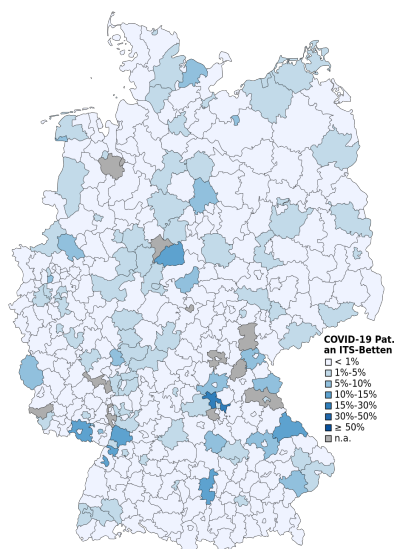 COVID-19 Pat.
an ITS-Betten
< 1%
1%-5%
5%-10%
10%-15%
15%-30%
30%-50%
≥ 50%
n.a.